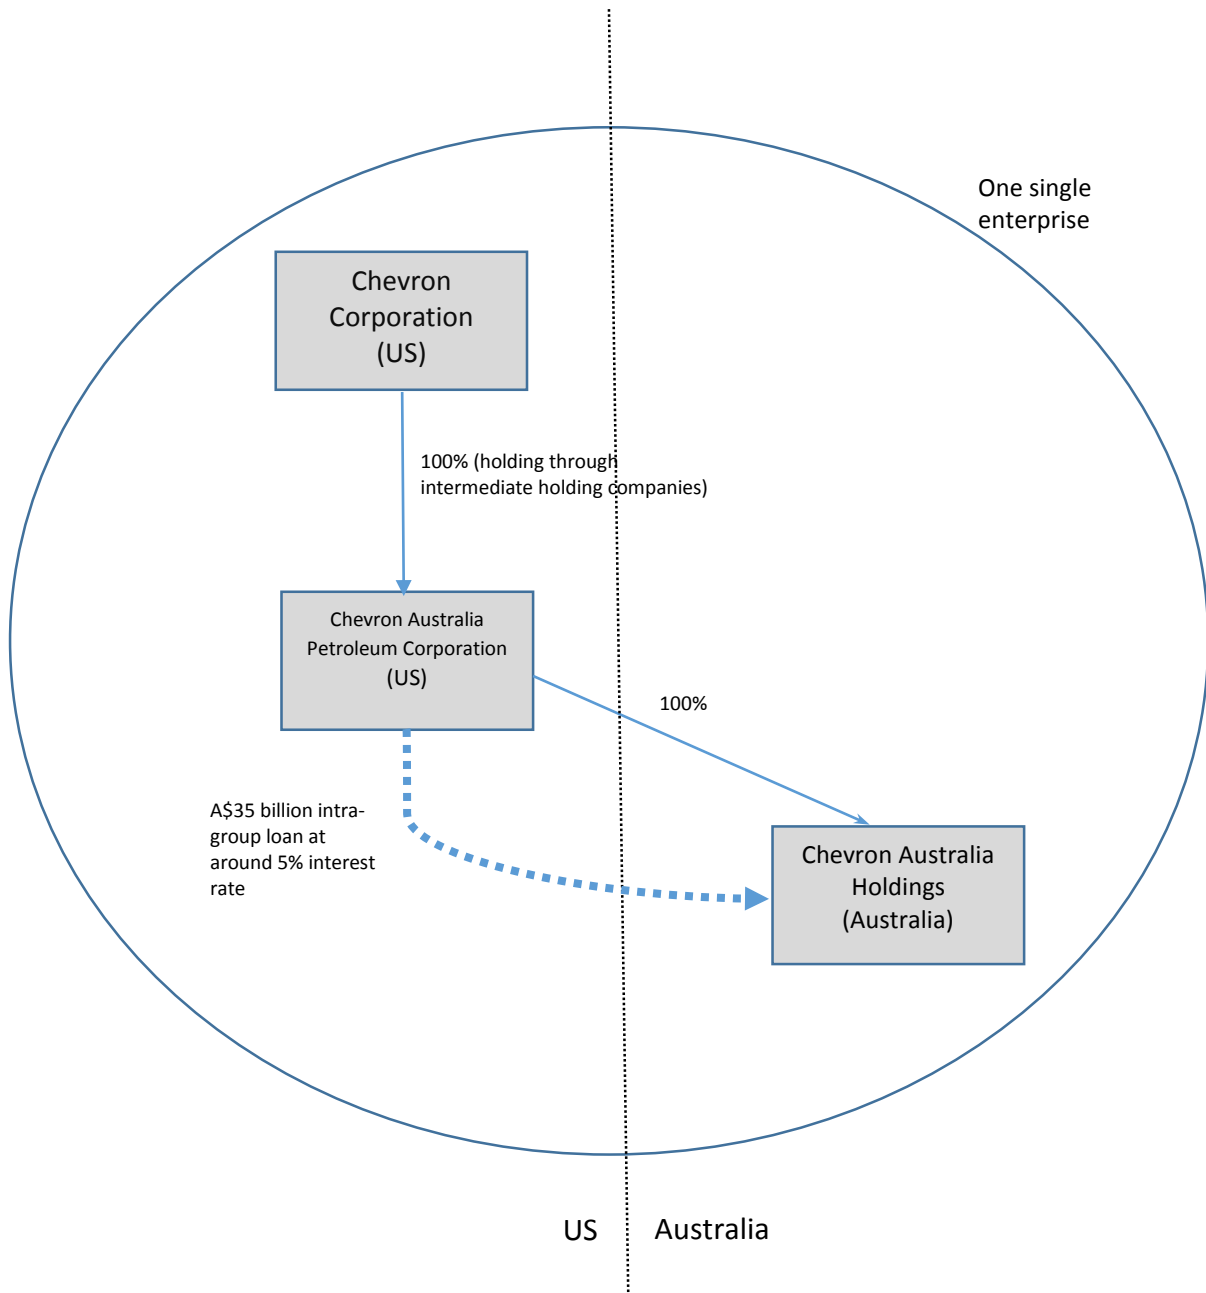 One single
enterprise
Chevron
Corporation
(US)
100% (holding through
intermediate holding companies)
Chevron Australia
Petroleum Corporation
(US)
100%
A$35 billion intra-
group loan at
around 5% interest
rate
Chevron Australia
Holdings
(Australia)
US
Australia